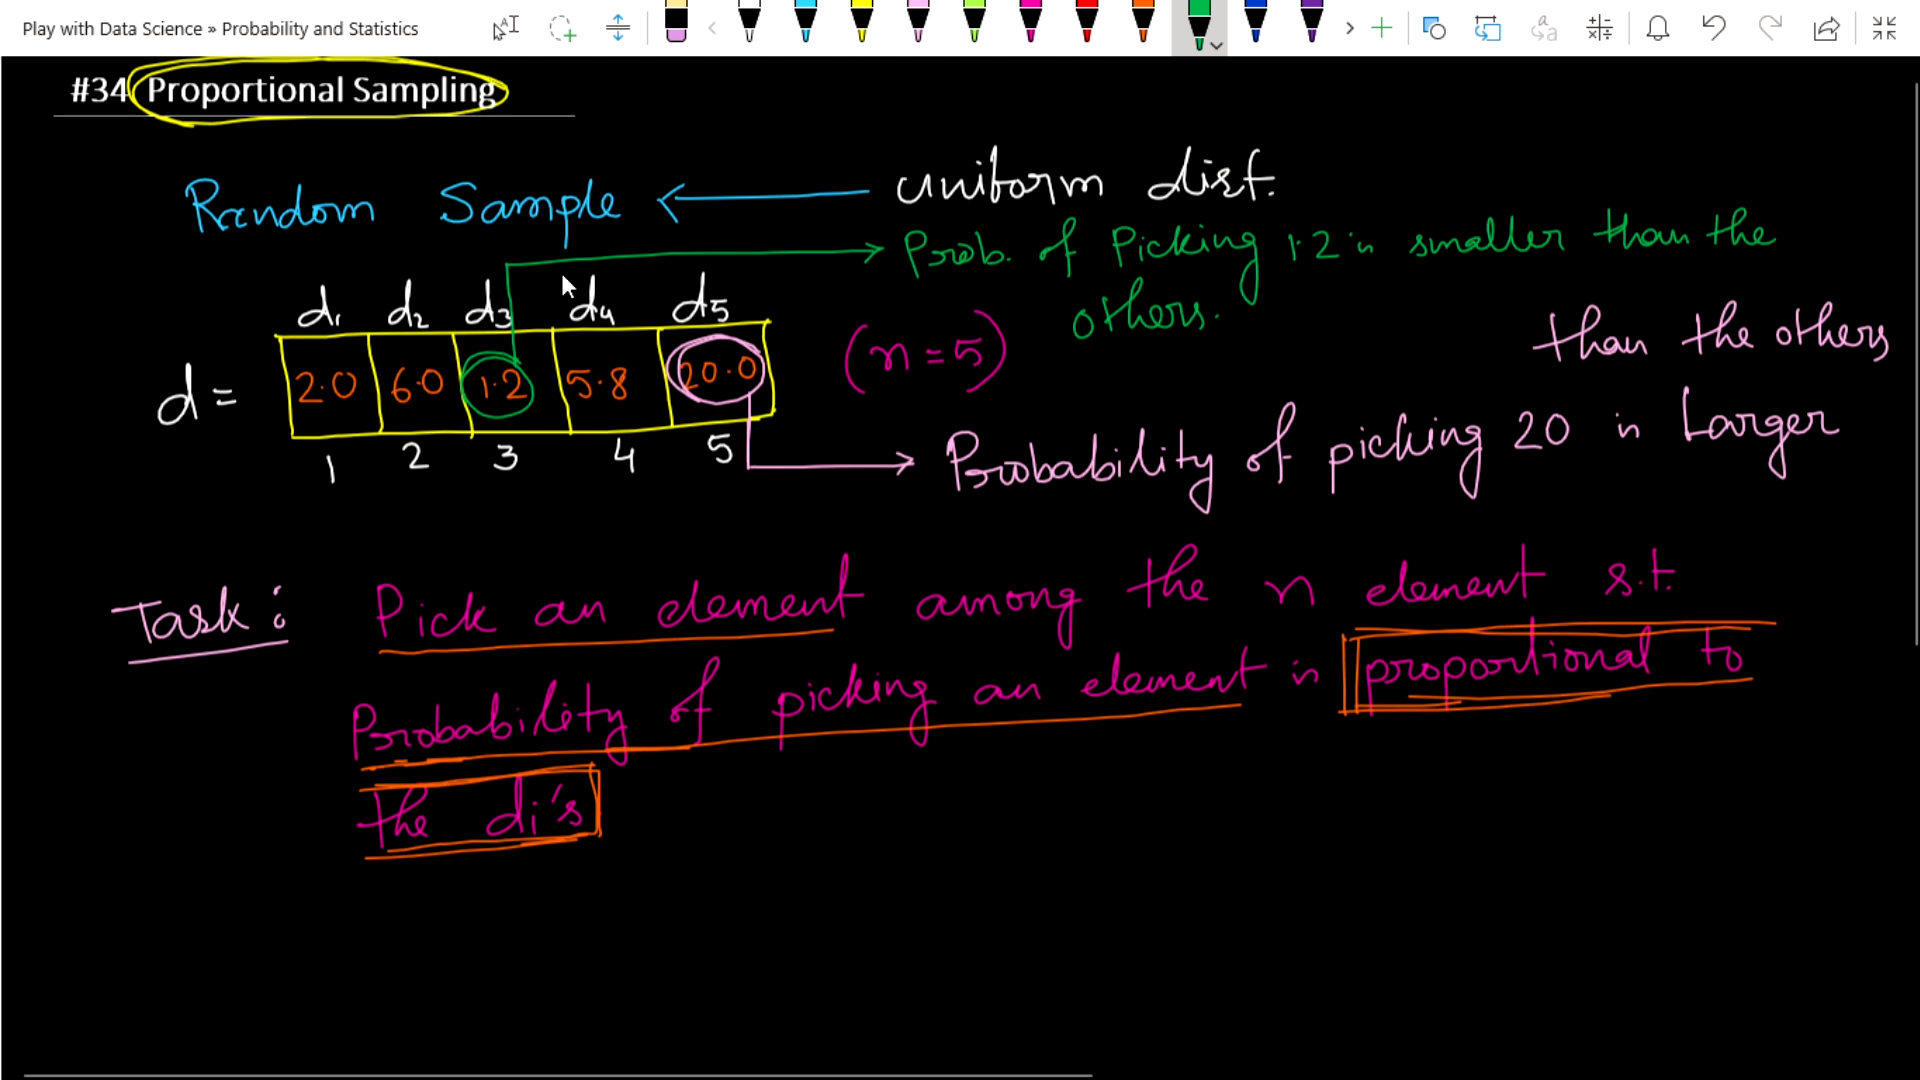 Play with Data Science » Probability and Statistics
#34 Proportional Sampling
Random Sample ← uniform dist.
Prob. of Picking 1.2 is smaller than the
others.
d1 d2 d3 d4 d5
d = 2.0 6.0 1.2 5.8 20.0 (n=5)
1 2 3 4 5
than the others
Probability of picking 20 is Larger
Task: Pick an element among the n element s.t.
Probability of picking an element is proportional to
the di's